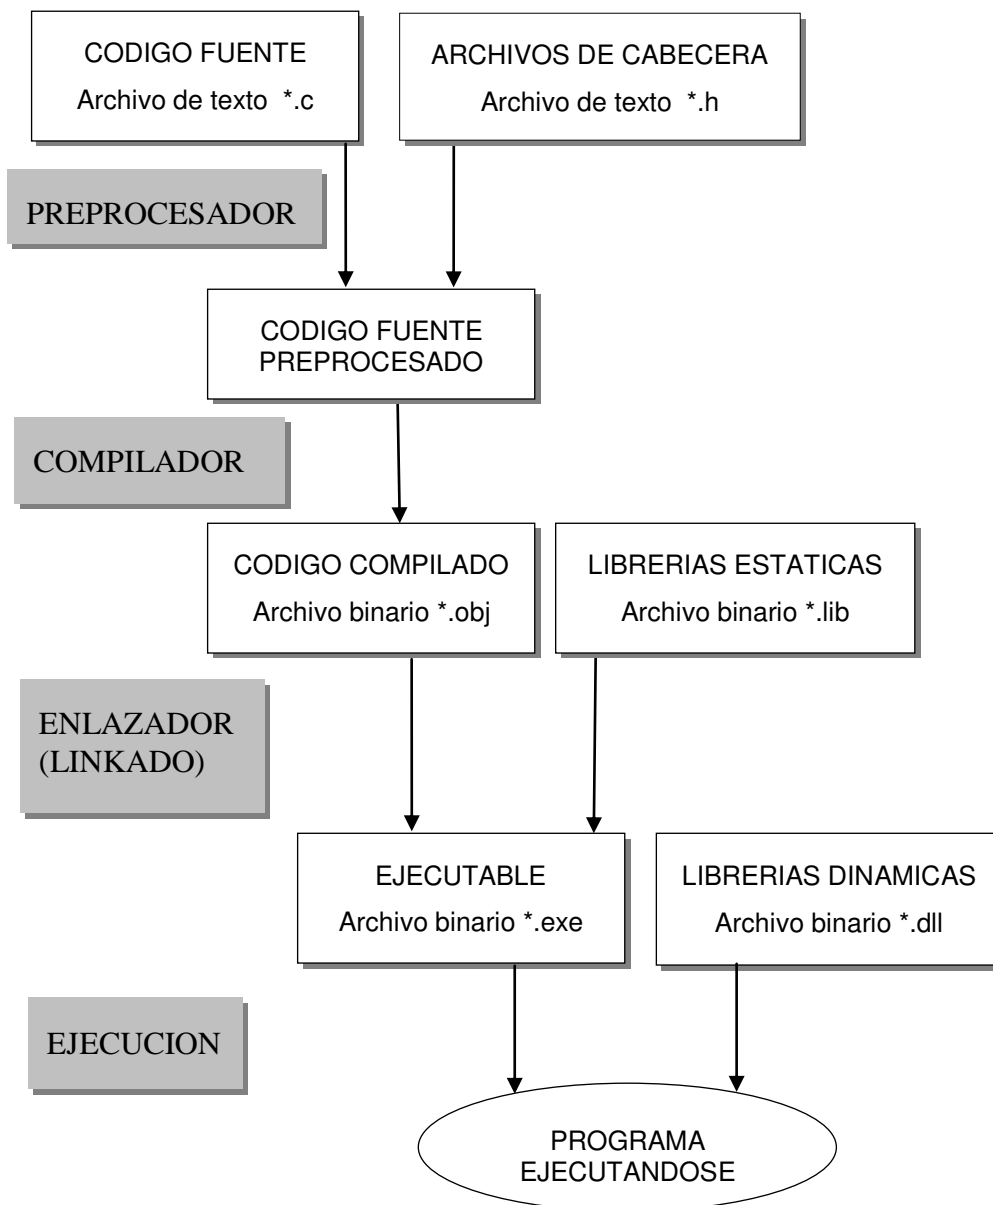 CODIGO FUENTE
Archivo de texto *.c
ARCHIVOS DE CABECERA
Archivo de texto *.h
PREPROCESADOR
CODIGO FUENTE
PREPROCESADO
COMPILADOR
CODIGO COMPILADO
Archivo binario *.obj
LIBRERIAS ESTATICAS
Archivo binario *.lib
ENLAZADOR
(LINKADO)
EJECUTABLE
Archivo binario *.exe
LIBRERIAS DINAMICAS
Archivo binario *.dll
EJECUCION
PROGRAMA
EJECUTANDOSE